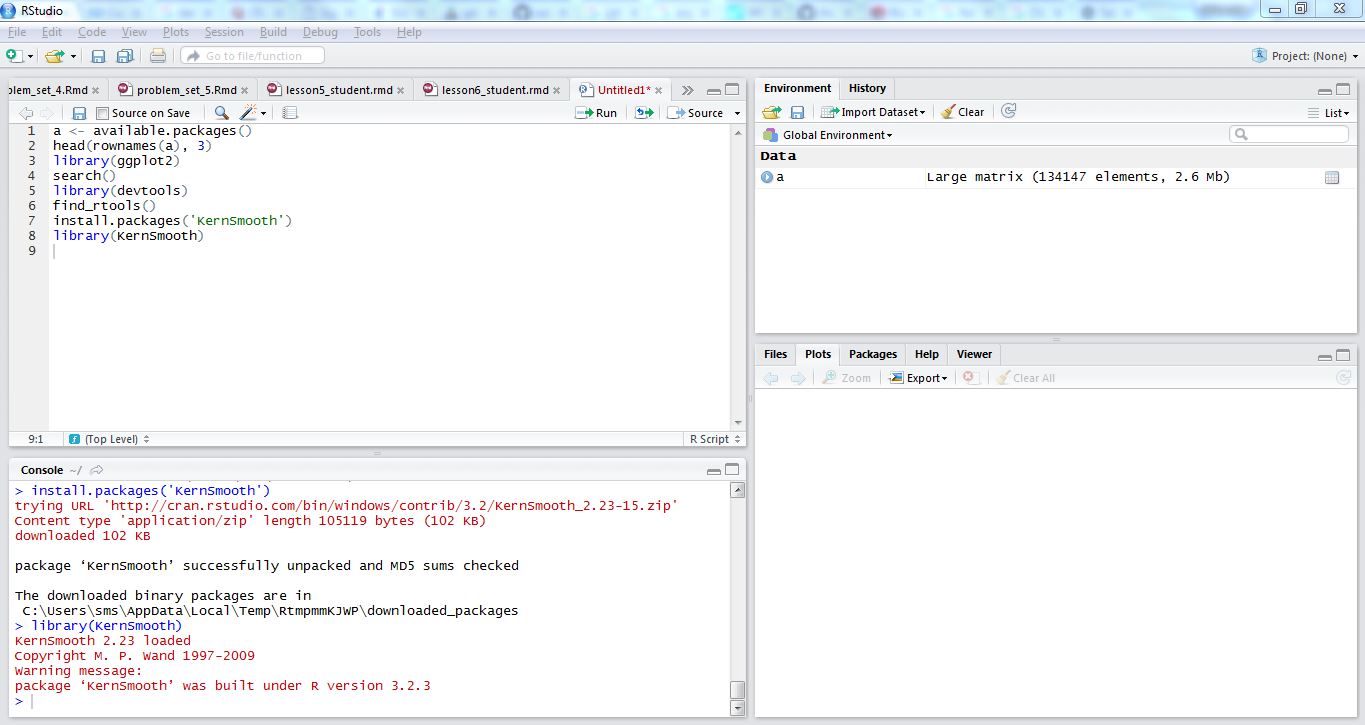 RStudio
File Edit Code View Plots Session Build Debug Tools Help
Go to file/function
Project: (None)
blem_set_4.Rmd problem_set_5.Rmd lesson5_student.rmd lesson6_student.rmd Untitled1*
Source on Save Run Source
1 a <- available.packages()
2 head(rownames(a), 3)
3 library(ggplot2)
4 search()
5 library(devtools)
6 find_rtools()
7 install.packages('KernSmooth')
8 library(KernSmooth)
9
9:1 (Top Level) R Script
Console ~/
> install.packages('KernSmooth')
trying URL 'http://cran.rstudio.com/bin/windows/contrib/3.2/KernSmooth_2.23-15.zip'
Content type 'application/zip' length 105119 bytes (102 KB)
downloaded 102 KB
package ‘KernSmooth’ successfully unpacked and MD5 sums checked
The downloaded binary packages are in
C:\Users\sms\AppData\Local\Temp\RtmpmmKJWP\downloaded_packages
> library(KernSmooth)
KernSmooth 2.23 loaded
Copyright M. P. Wand 1997-2009
Warning message:
package ‘KernSmooth’ was built under R version 3.2.3
>
Environment History
Import Dataset Clear List
Global Environment
Data
a Large matrix (134147 elements, 2.6 Mb)
Files Plots Packages Help Viewer
Zoom Export Clear All